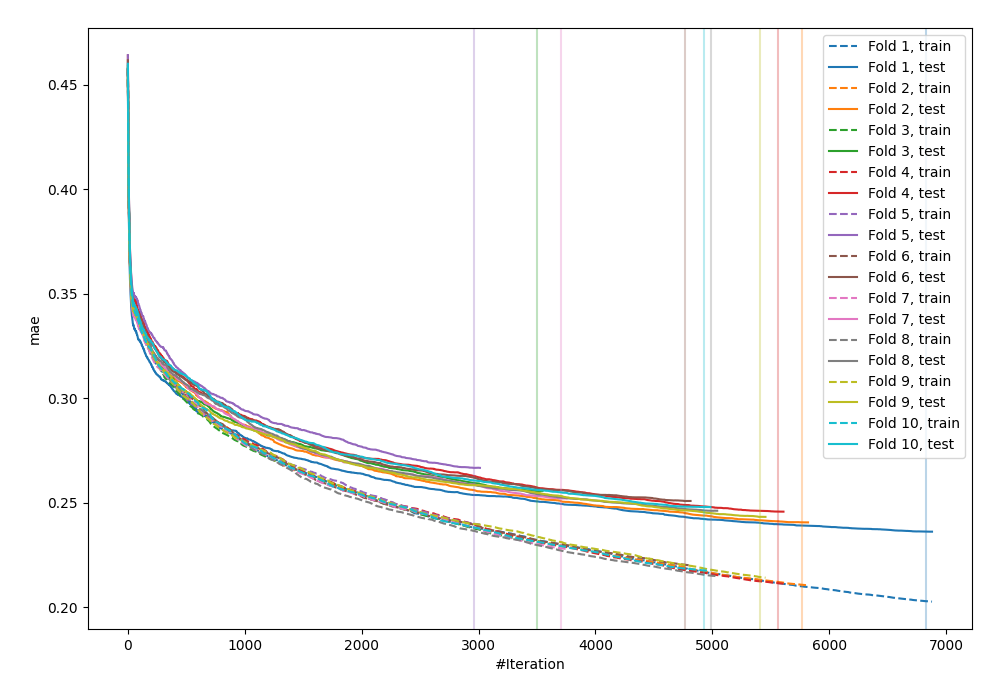 0.45
0.40
0.35
0.30
0.25
0.20
mae
0 1000 2000 3000 4000 5000 6000 7000
#Iteration
Fold 1, train
Fold 1, test
Fold 2, train
Fold 2, test
Fold 3, train
Fold 3, test
Fold 4, train
Fold 4, test
Fold 5, train
Fold 5, test
Fold 6, train
Fold 6, test
Fold 7, train
Fold 7, test
Fold 8, train
Fold 8, test
Fold 9, train
Fold 9, test
Fold 10, train
Fold 10, test